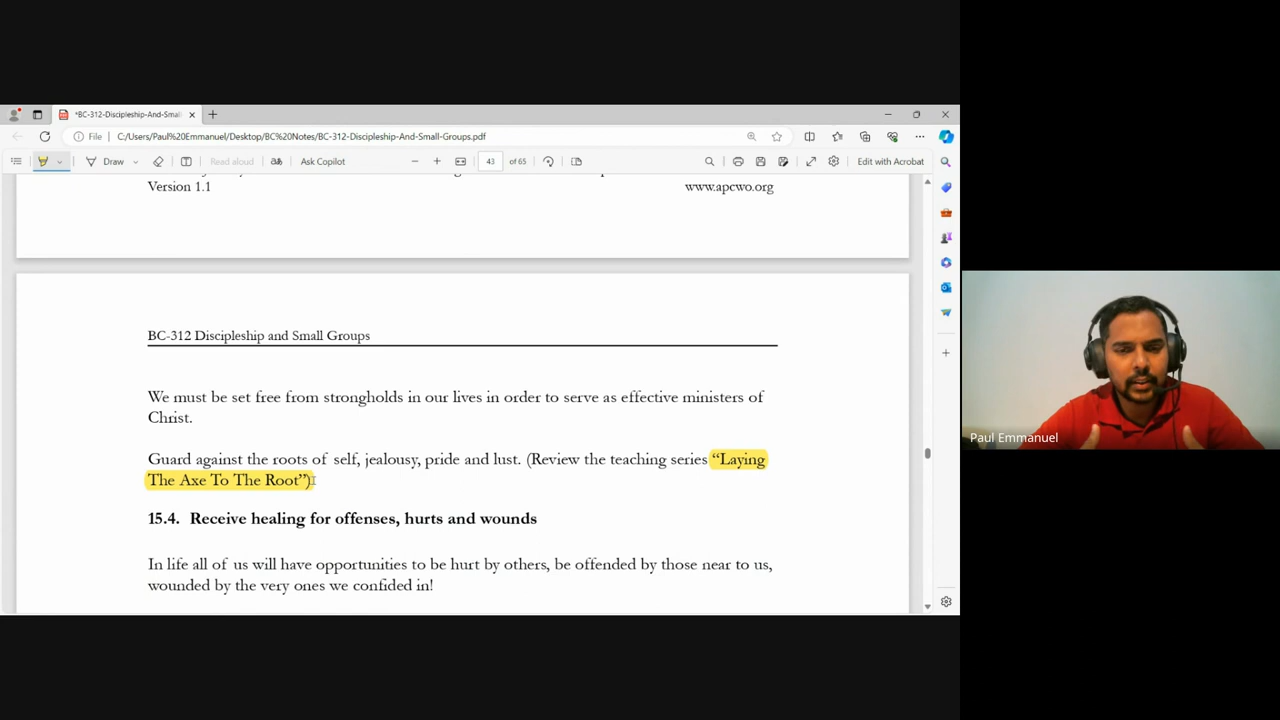 *BC-312-Discipleship-And-Smal
File
C:/Users/Paul%20Emmanuel/Desktop/BC%20Notes/BC-312-Discipleship-And-Small-Groups.pdf
Draw
Read aloud
Ask Copilot
43
of 65
Edit with Acrobat
Version 1.1
www.apcwo.org
BC-312 Discipleship and Small Groups
We must be set free from strongholds in our lives in order to serve as effective ministers of
Christ.
Guard against the roots of self, jealousy, pride and lust. (Review the teaching series “Laying
The Axe To The Root”)
15.4. Receive healing for offenses, hurts and wounds
In life all of us will have opportunities to be hurt by others, be offended by those near to us,
wounded by the very ones we confided in!
Paul Emmanuel